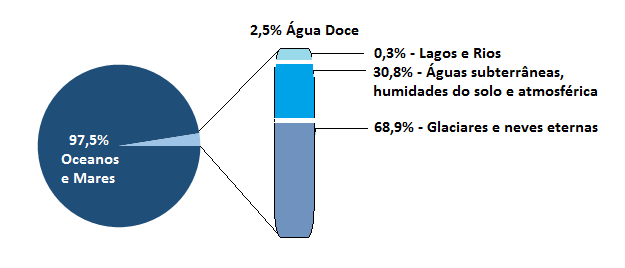 2,5% Água Doce
0,3% - Lagos e Rios
30,8% - Águas subterrâneas,
humidades do solo e atmosférica
68,9% - Glaciares e neves eternas
97,5%
Oceanos
e Mares